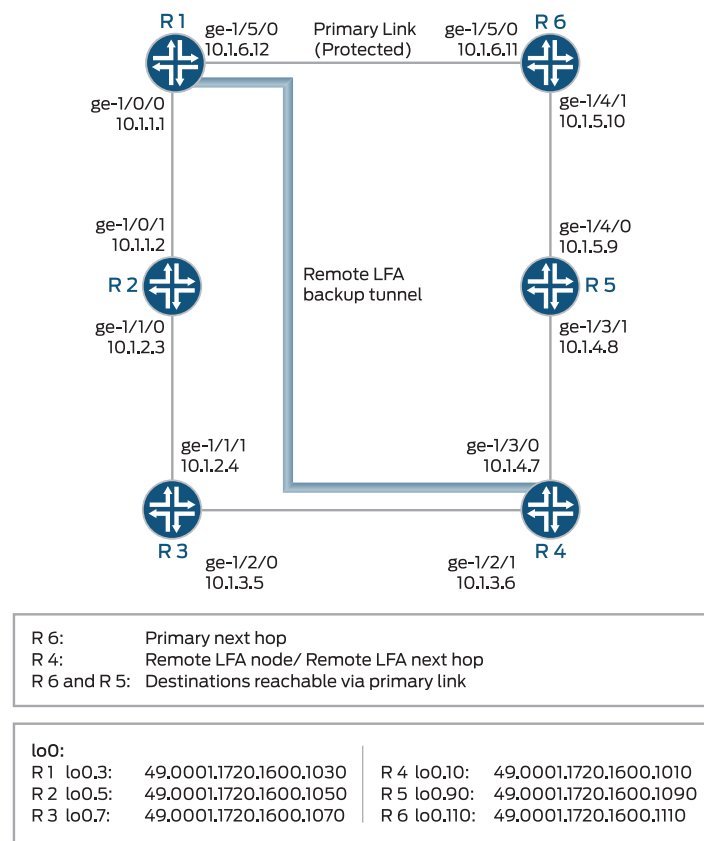 R 1
ge-1/5/0
10.1.6.12
Primary Link
(Protected)
ge-1/5/0
10.1.6.11
R 6
ge-1/0/0
10.1.1.1
ge-1/4/1
10.1.5.10
ge-1/0/1
10.1.1.2
ge-1/4/0
10.1.5.9
R 2
Remote LFA
backup tunnel
R 5
ge-1/1/0
10.1.2.3
ge-1/3/1
10.1.4.8
ge-1/1/1
10.1.2.4
ge-1/3/0
10.1.4.7
R 3
R 4
ge-1/2/0
10.1.3.5
ge-1/2/1
10.1.3.6
R 6: Primary next hop
R 4: Remote LFA node/ Remote LFA next hop
R 6 and R 5: Destinations reachable via primary link
lo0:
R 1 lo0.3: 49.0001.1720.1600.1030
R 2 lo0.5: 49.0001.1720.1600.1050
R 3 lo0.7: 49.0001.1720.1600.1070
R 4 lo0.10: 49.0001.1720.1600.1010
R 5 lo0.90: 49.0001.1720.1600.1090
R 6 lo0.110: 49.0001.1720.1600.1110